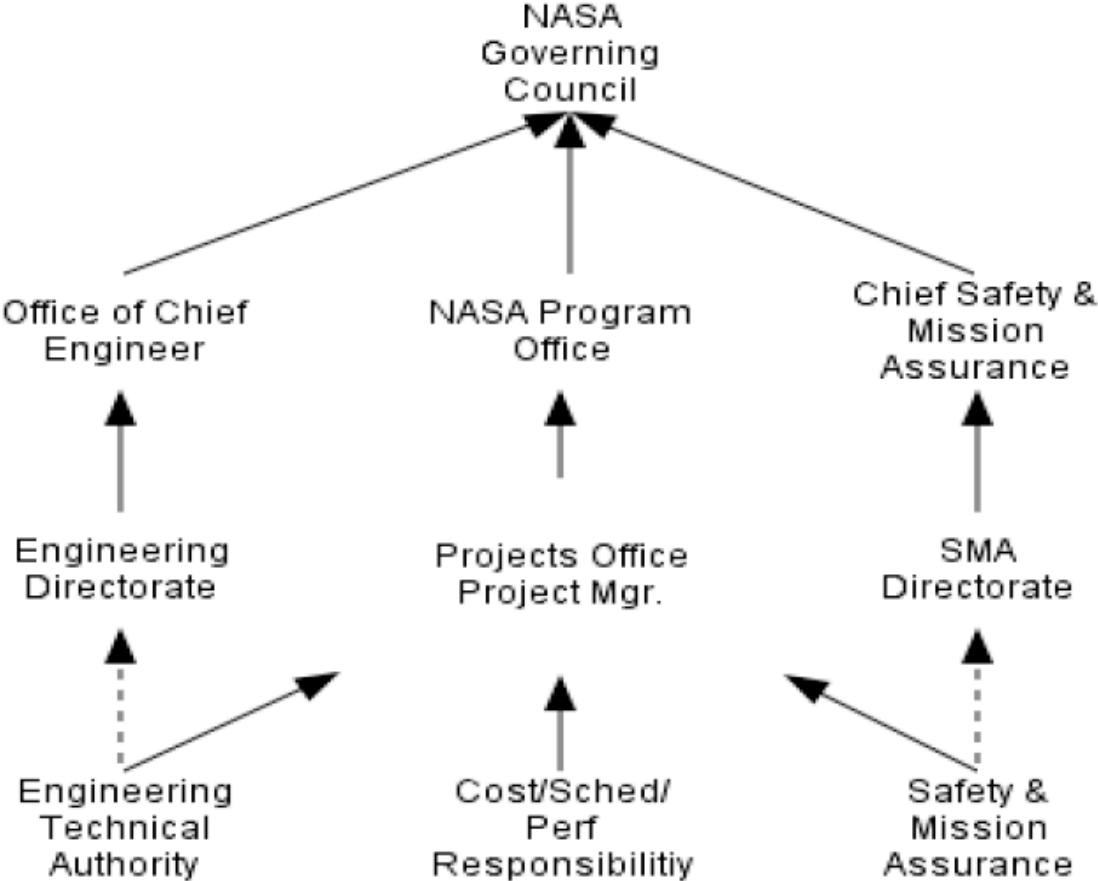 NASA
Governing
Council
Office of Chief
Engineer
NASA Program
Office
Chief Safety &
Mission
Assurance
Engineering
Directorate
Projects Office
Project Mgr.
SMA
Directorate
Engineering
Technical
Authority
Cost/Sched/
Perf
Responsibilitiy
Safety &
Mission
Assurance